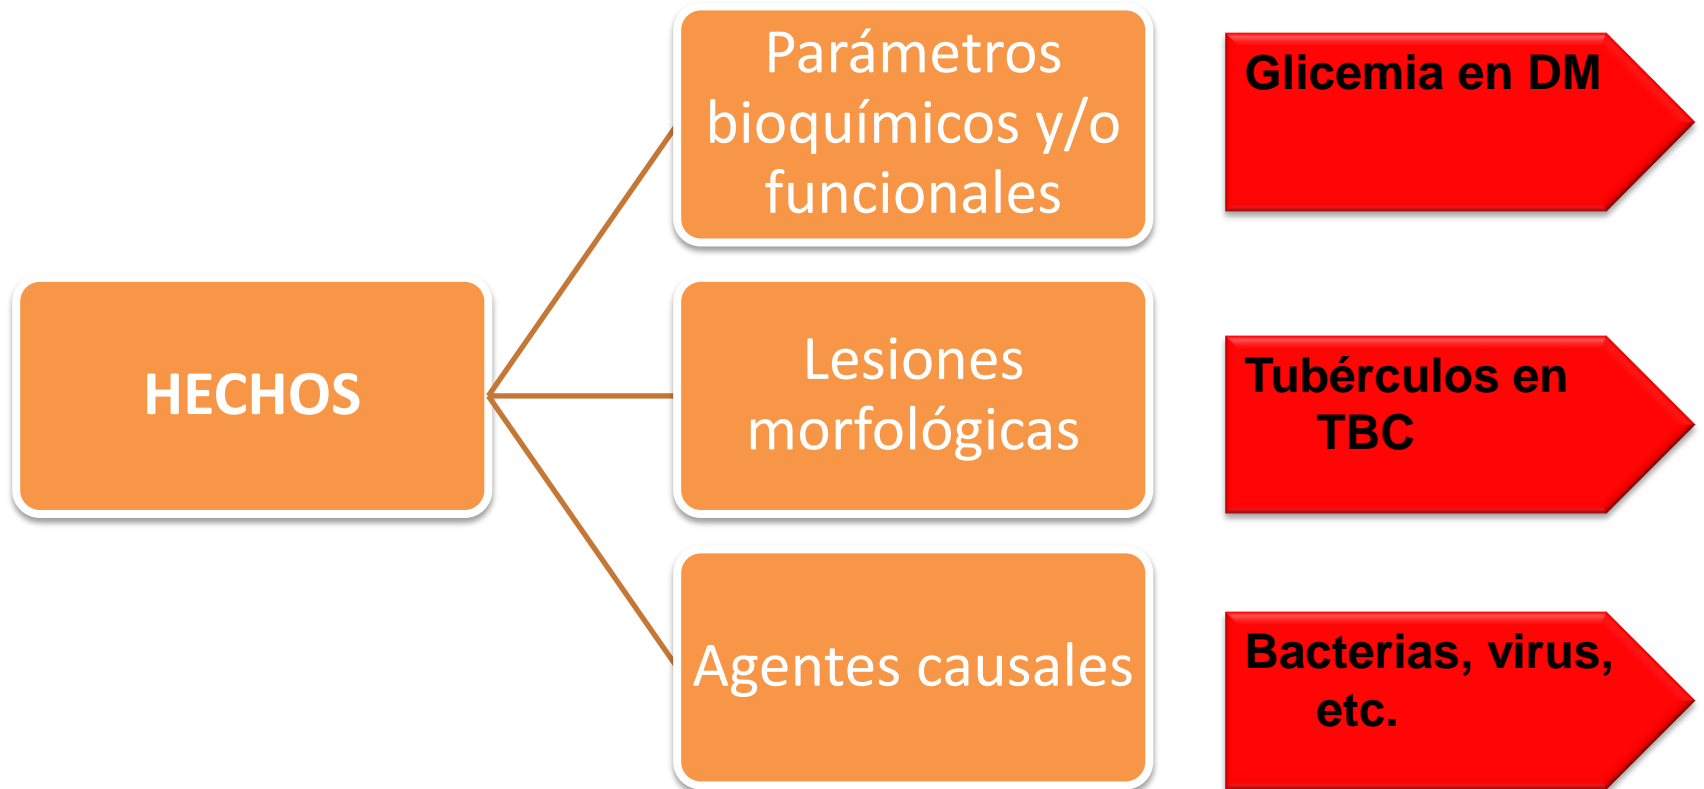 HECHOS
Parámetros
bioquímicos y/o
funcionales
Glicemia en DM
Lesiones
morfológicas
Tubérculos en
TBC
Agentes causales
Bacterias, virus,
etc.